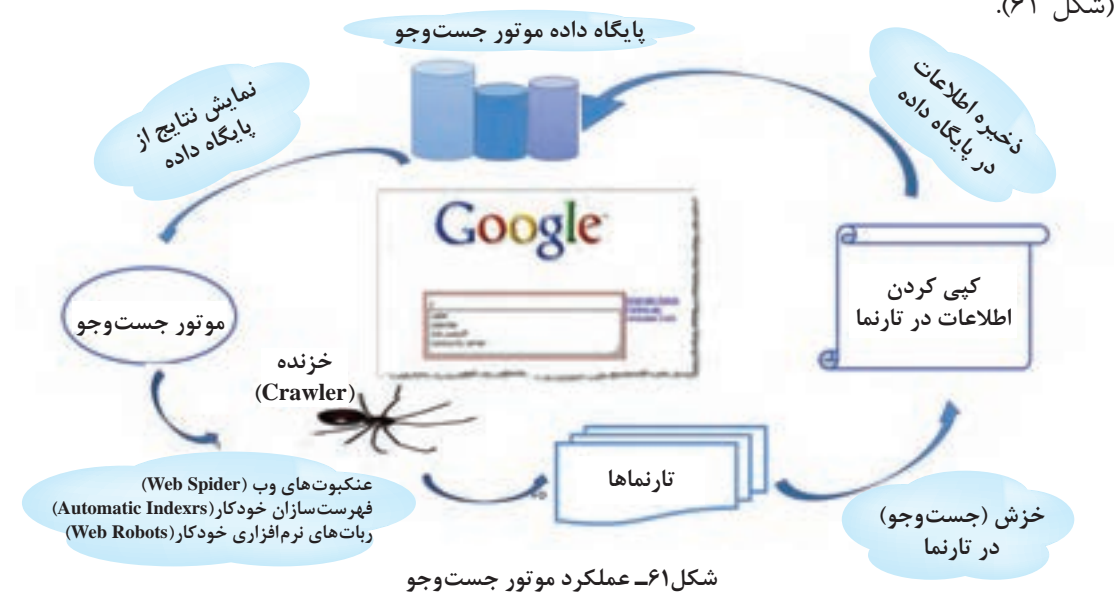 (شکل ۶۱).
پایگاه داده موتور جست‌وجو
ذخیره اطلاعات
در پایگاه داده
نمایش نتایج از
پایگاه داده
Google
کپی کردن
اطلاعات در تارنما
موتور جست‌وجو
خزنده
(Crawler)
تارنماها
عنکبوت‌های وب (Web Spider)
فهرست‌سازان خودکار(Automatic Indexrs)
ربات‌های نرم‌افزاری خودکار(Web Robots)
خزش (جست‌وجو)
در تارنما
شکل۶۱ــ عملکرد موتور جست‌وجو